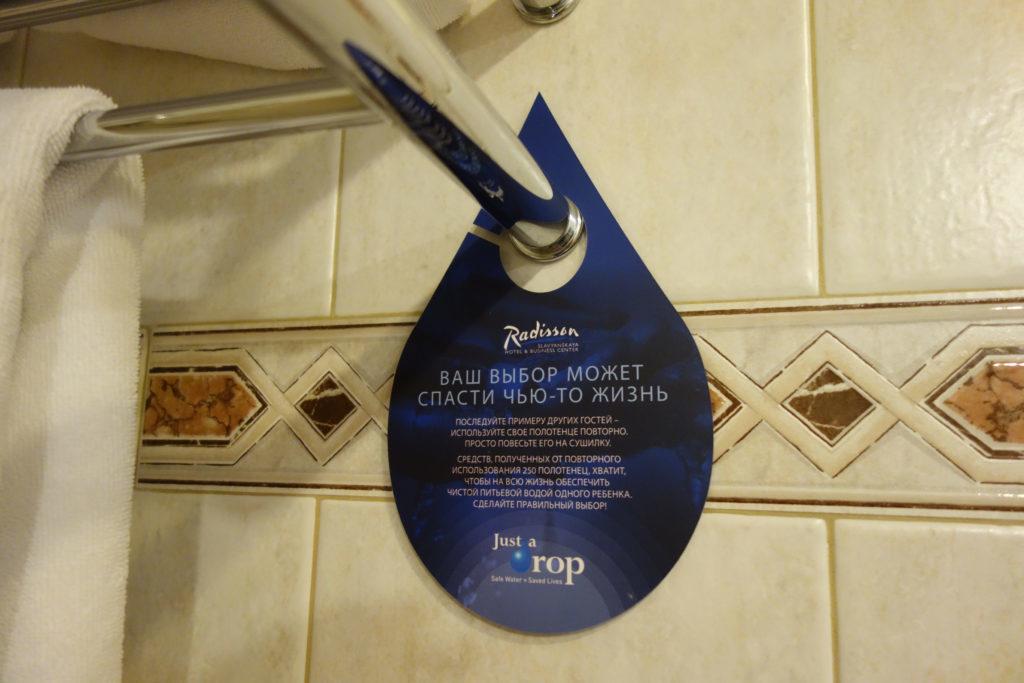 Radisson
SLAVYANSKAYA
HOTEL & BUSINESS CENTER
ВАШ ВЫБОР МОЖЕТ
СПАСТИ ЧЬЮ-ТО ЖИЗНЬ
ПОСЛЕДУЙТЕ ПРИМЕРУ ДРУГИХ ГОСТЕЙ –
ИСПОЛЬЗУЙТЕ СВОЕ ПОЛОТЕНЦЕ ПОВТОРНО.
ПРОСТО ПОВЕСЬТЕ ЕГО НА СУШИЛКУ.
СРЕДСТВ, ПОЛУЧЕННЫХ ОТ ПОВТОРНОГО
ИСПОЛЬЗОВАНИЯ 250 ПОЛОТЕНЕЦ, ХВАТИТ,
ЧТОБЫ НА ВСЮ ЖИЗНЬ ОБЕСПЕЧИТЬ
ЧИСТОЙ ПИТЬЕВОЙ ВОДОЙ ОДНОГО РЕБЕНКА.
СДЕЛАЙТЕ ПРАВИЛЬНЫЙ ВЫБОР!
Just a
Drop
Safe Water = Saved Lives